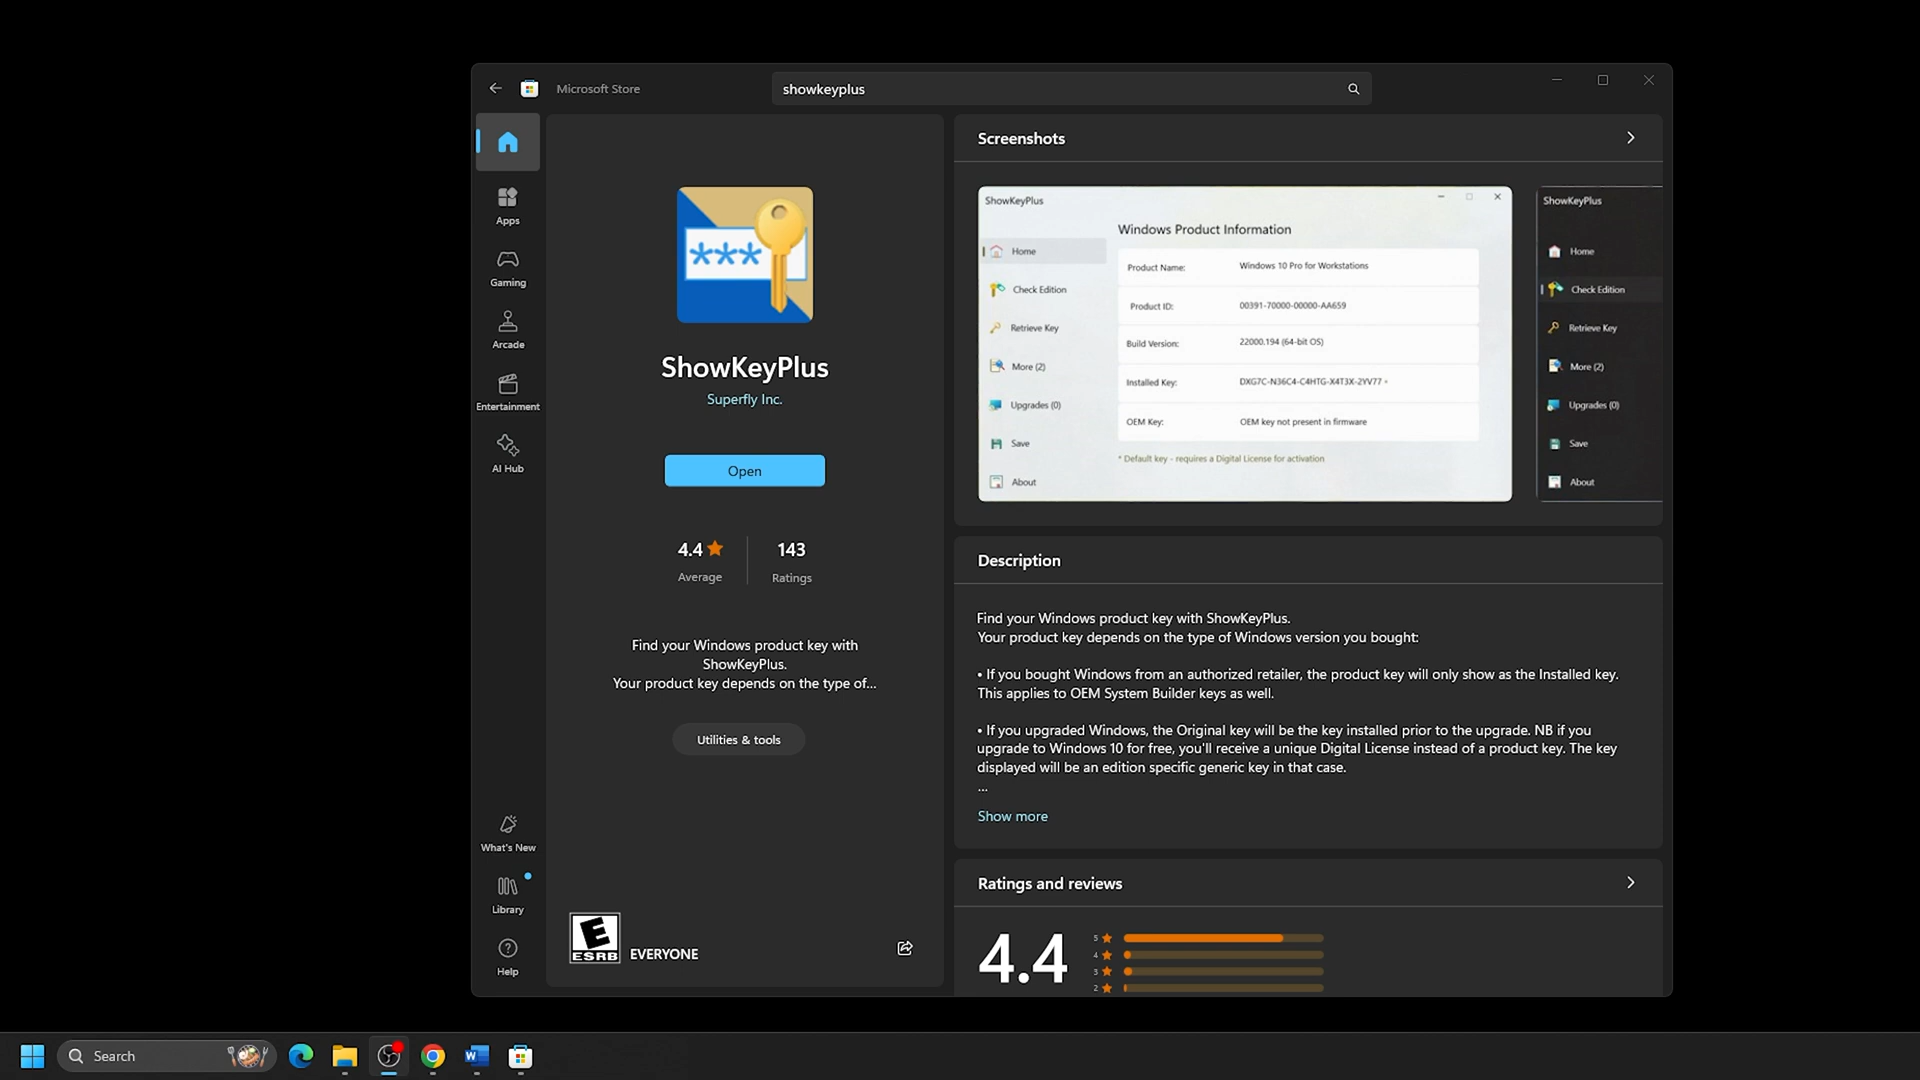 Microsoft Store
showkeyplus
Apps
Gaming
Arcade
Entertainment
AI Hub
What's New
Library
Help
***
ShowKeyPlus
Superfly Inc.
Open
4.4
Average
143
Ratings
Find your Windows product key with
ShowKeyPlus.
Your product key depends on the type of...
Utilities & tools
E
ESRB
EVERYONE
Screenshots
ShowKeyPlus
Home
Check Edition
Retrieve Key
More (2)
Upgrades (0)
Save
About
Windows Product Information
Product Name: Windows 10 Pro for Workstations
Product ID: 00391-70000-00000-AA659
Build Version: 22000.194 (64-bit OS)
Installed Key: DXG7C-N36C4-C4HTG-X4T3X-2YV77 *
OEM Key: OEM key not present in firmware
* Default key - requires a Digital License for activation
ShowKeyPlus
Home
Check Edition
Retrieve Key
More (2)
Upgrades (0)
Save
About
Description
Find your Windows product key with ShowKeyPlus.
Your product key depends on the type of Windows version you bought:
• If you bought Windows from an authorized retailer, the product key will only show as the Installed key.
This applies to OEM System Builder keys as well.
• If you upgraded Windows, the Original key will be the key installed prior to the upgrade. NB if you
upgrade to Windows 10 for free, you'll receive a unique Digital License instead of a product key. The key
displayed will be an edition specific generic key in that case.
...
Show more
Ratings and reviews
4.4
5
4
3
2
Search
W